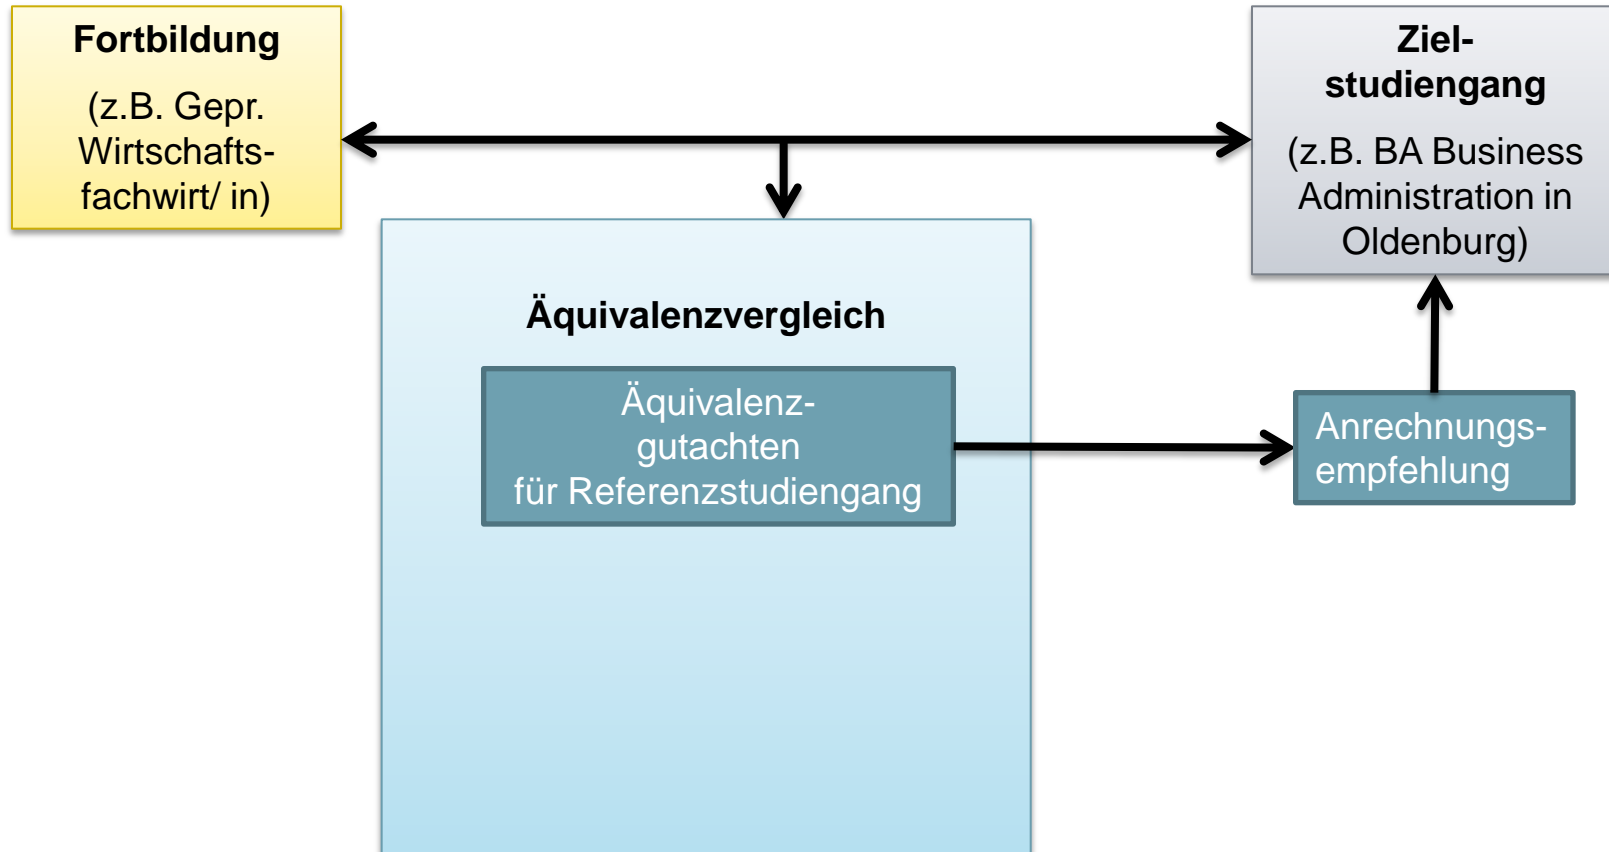 Fortbildung
(z.B. Gepr.
Wirtschafts-
fachwirt/ in)
Ziel-
studiengang
(z.B. BA Business
Administration in
Oldenburg)
Äquivalenzvergleich
Äquivalenz-
gutachten
für Referenzstudiengang
Anrechnungs-
empfehlung